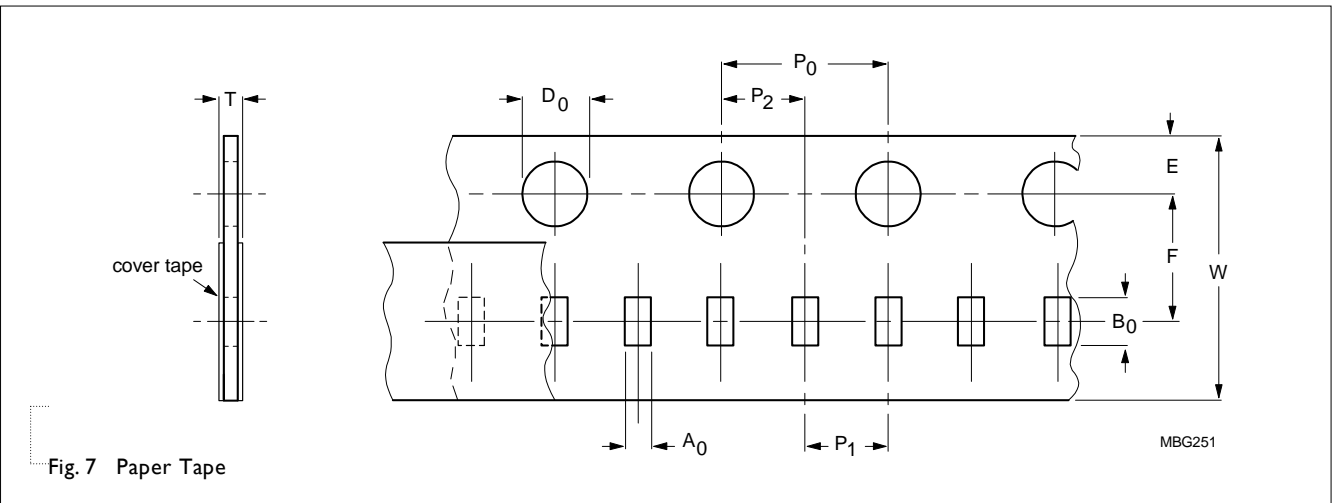 P0
T
D0
P2
E
cover tape
F
W
B0
A0
P1
MBG251
Fig. 7 Paper Tape